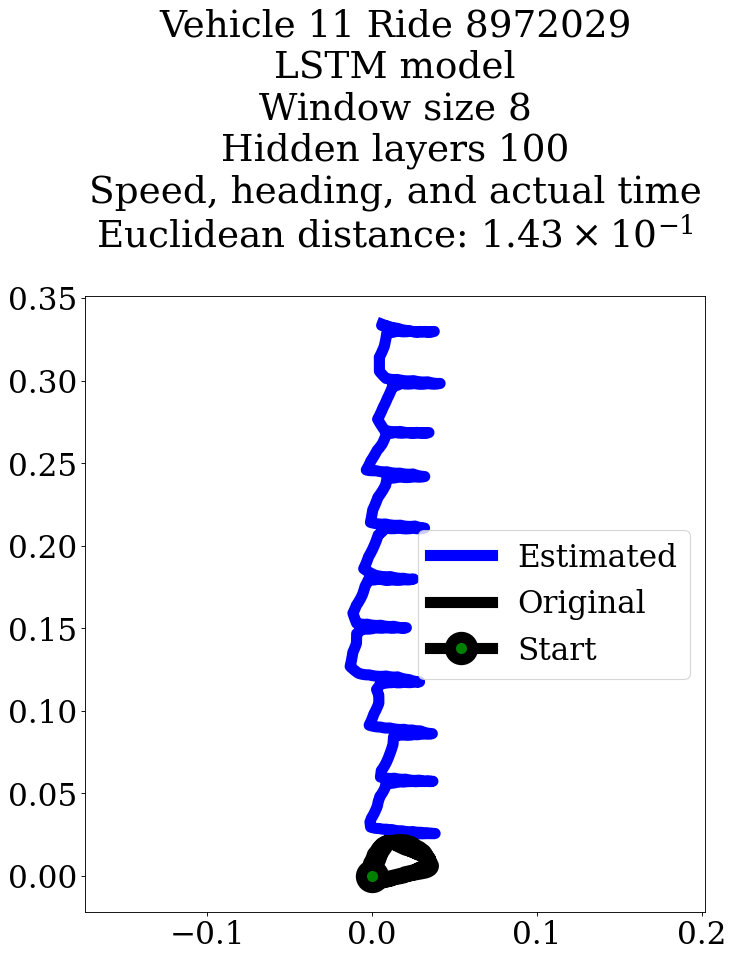 Vehicle 11 Ride 8972029
LSTM model
Window size 8
Hidden layers 100
Speed, heading, and actual time
Euclidean distance: 1.43 × 10⁻¹
0.35
0.30
0.25
0.20
0.15
0.10
0.05
0.00
Estimated
Original
Start
−0.1
0.0
0.1
0.2